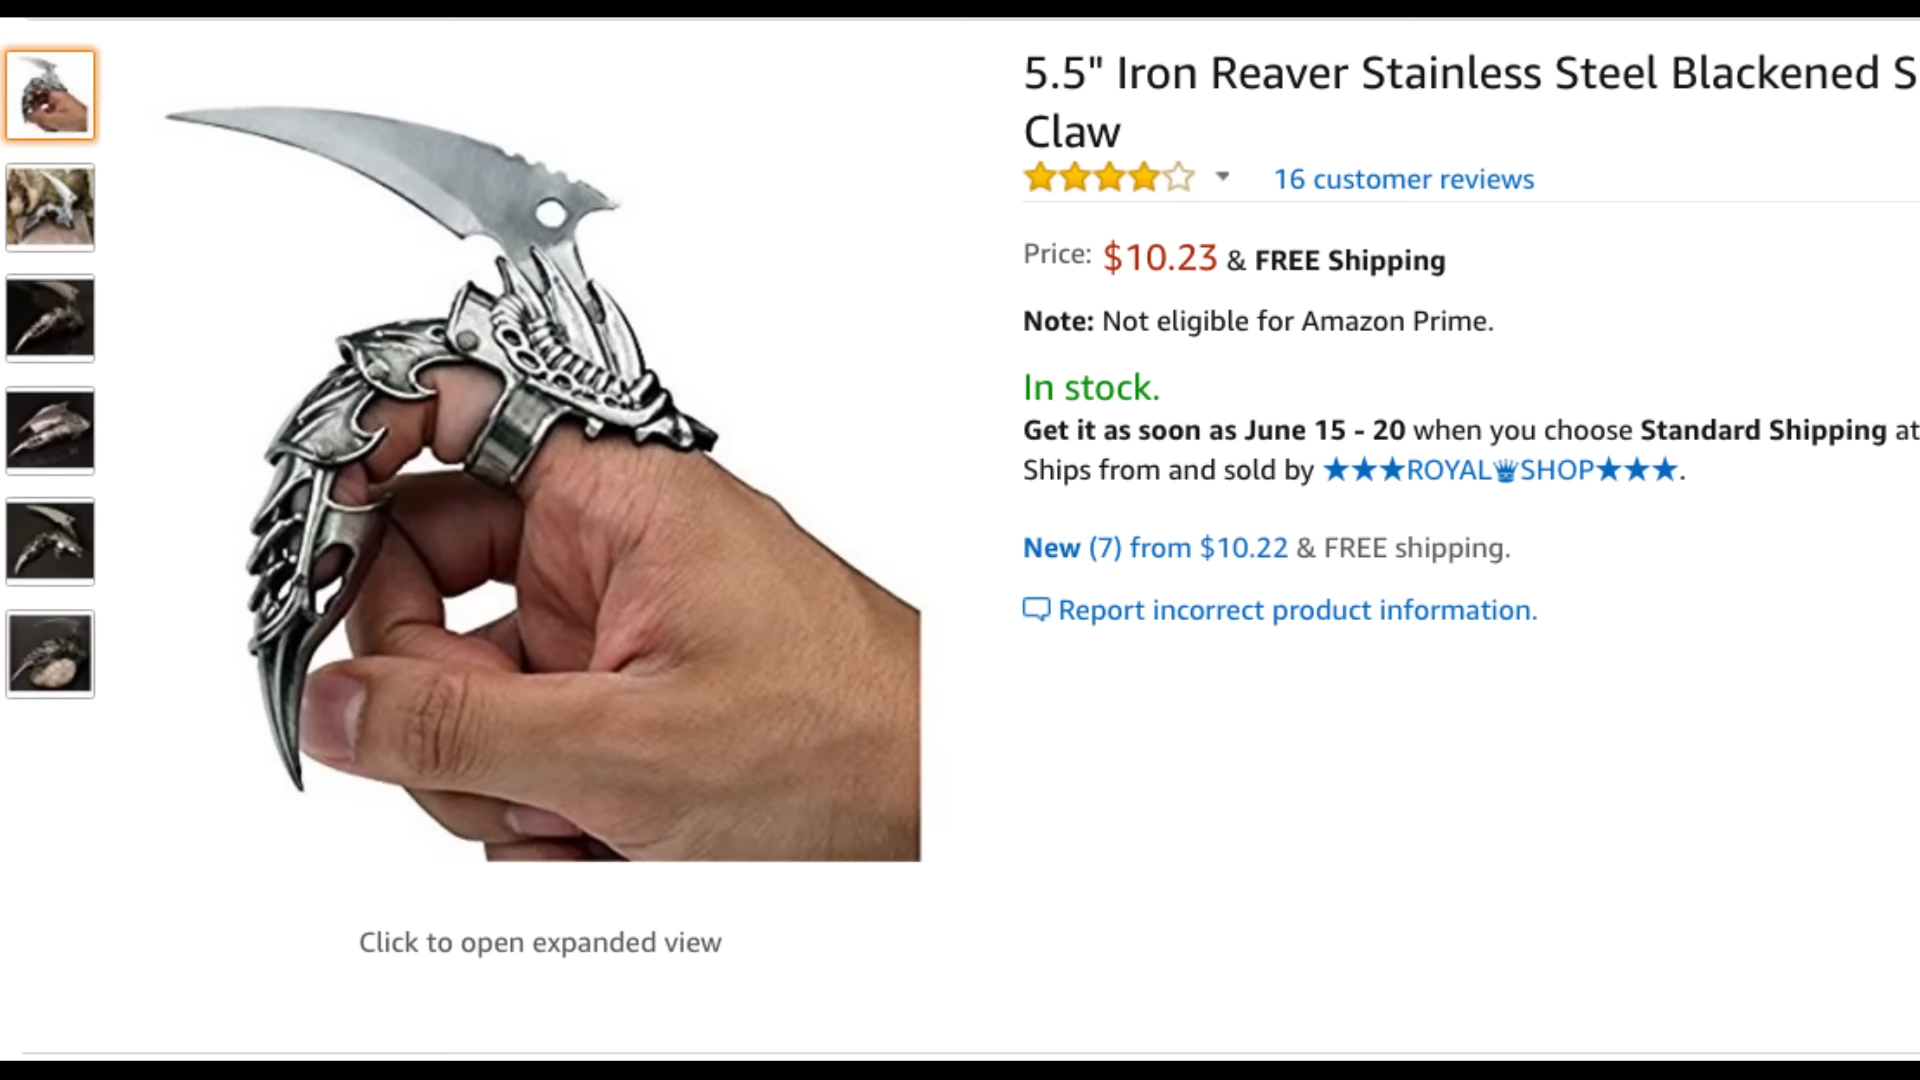 5.5" Iron Reaver Stainless Steel Blackened S
Claw
16 customer reviews
Price: $10.23 & FREE Shipping
Note: Not eligible for Amazon Prime.
In stock.
Get it as soon as June 15 - 20 when you choose Standard Shipping at
Ships from and sold by ★★★ROYAL♛SHOP★★★.
New (7) from $10.22 & FREE shipping.
Report incorrect product information.
Click to open expanded view